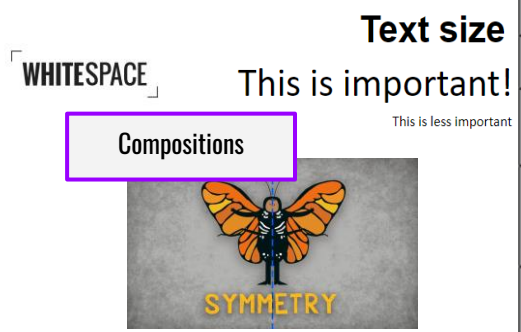 Text size
WHITESPACE
This is important!
This is less important
Compositions
SYMMETRY